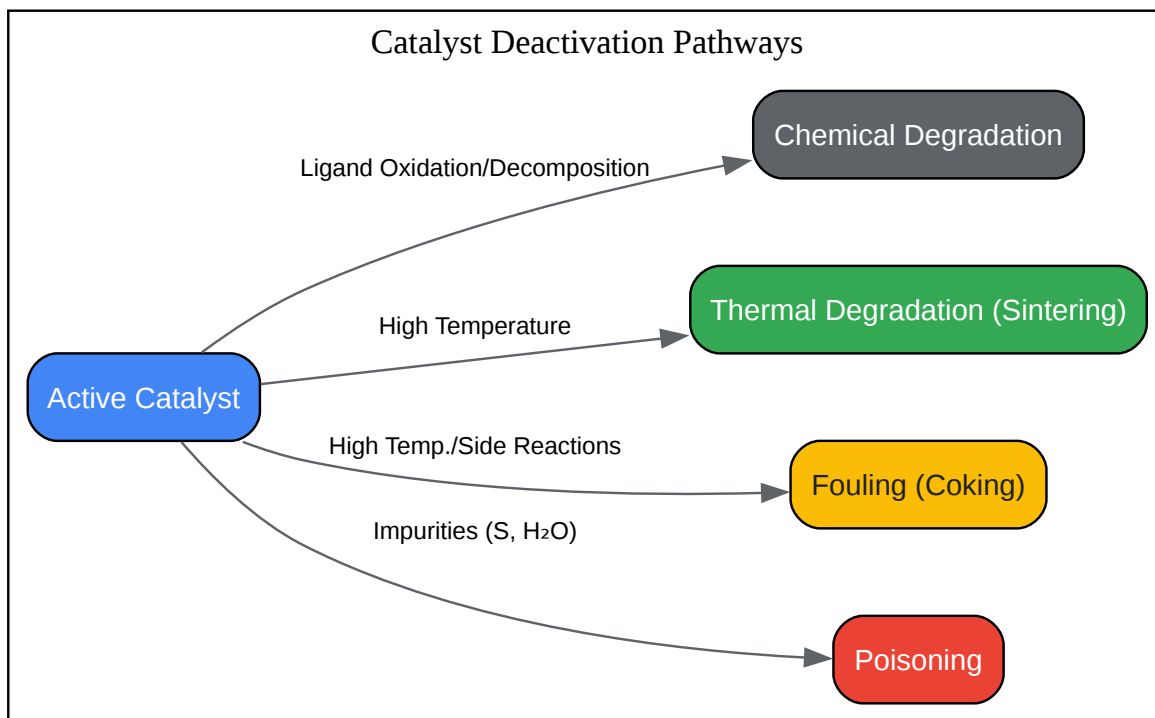 Catalyst Deactivation Pathways
Chemical Degradation
Ligand Oxidation/Decomposition
Thermal Degradation (Sintering)
High Temperature
Active Catalyst
High Temp./Side Reactions
Fouling (Coking)
Impurities (S, H₂O)
Poisoning